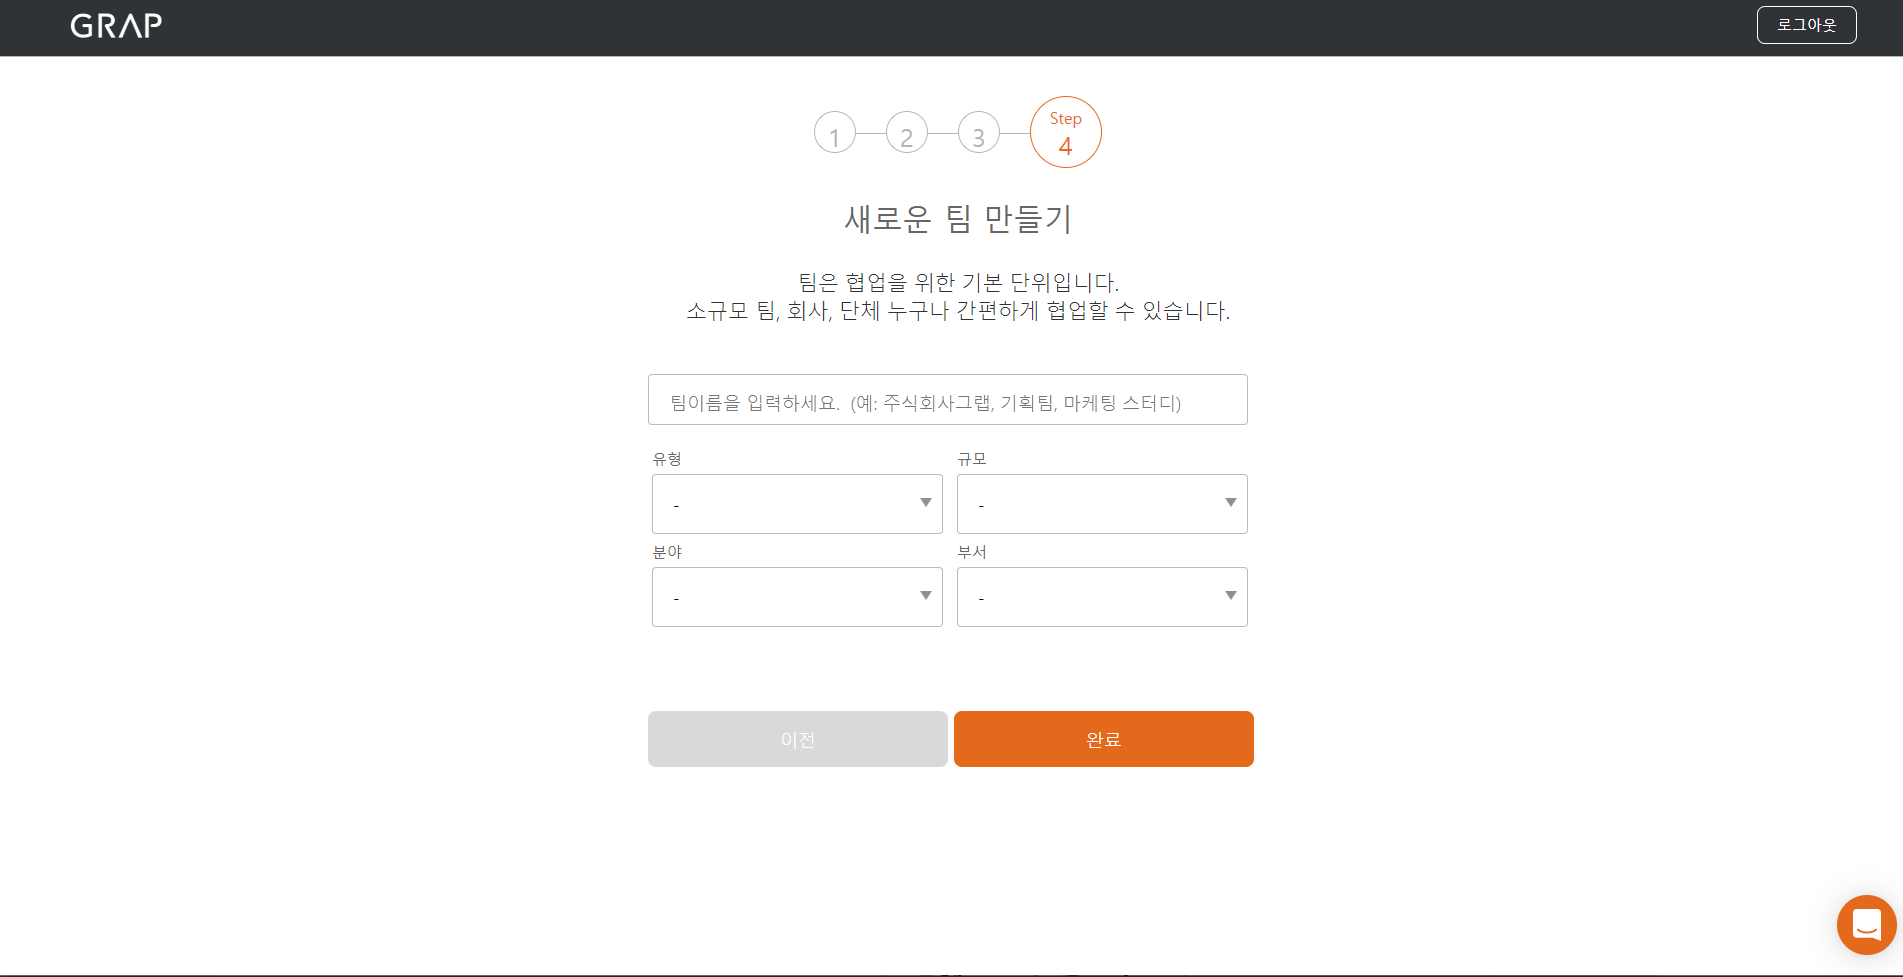 GRAP
로그아웃
1 2 3 Step 4
새로운 팀 만들기
팀은 협업을 위한 기본 단위입니다.
소규모 팀, 회사, 단체 누구나 간편하게 협업할 수 있습니다.
팀이름을 입력하세요. (예: 주식회사그랩, 기획팀, 마케팅 스터디)
유형 규모
- -
분야 부서
- -
이전 완료